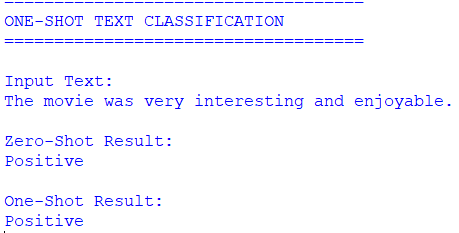 ====================================
ONE-SHOT TEXT CLASSIFICATION
====================================
Input Text:
The movie was very interesting and enjoyable.
Zero-Shot Result:
Positive
One-Shot Result:
Positive